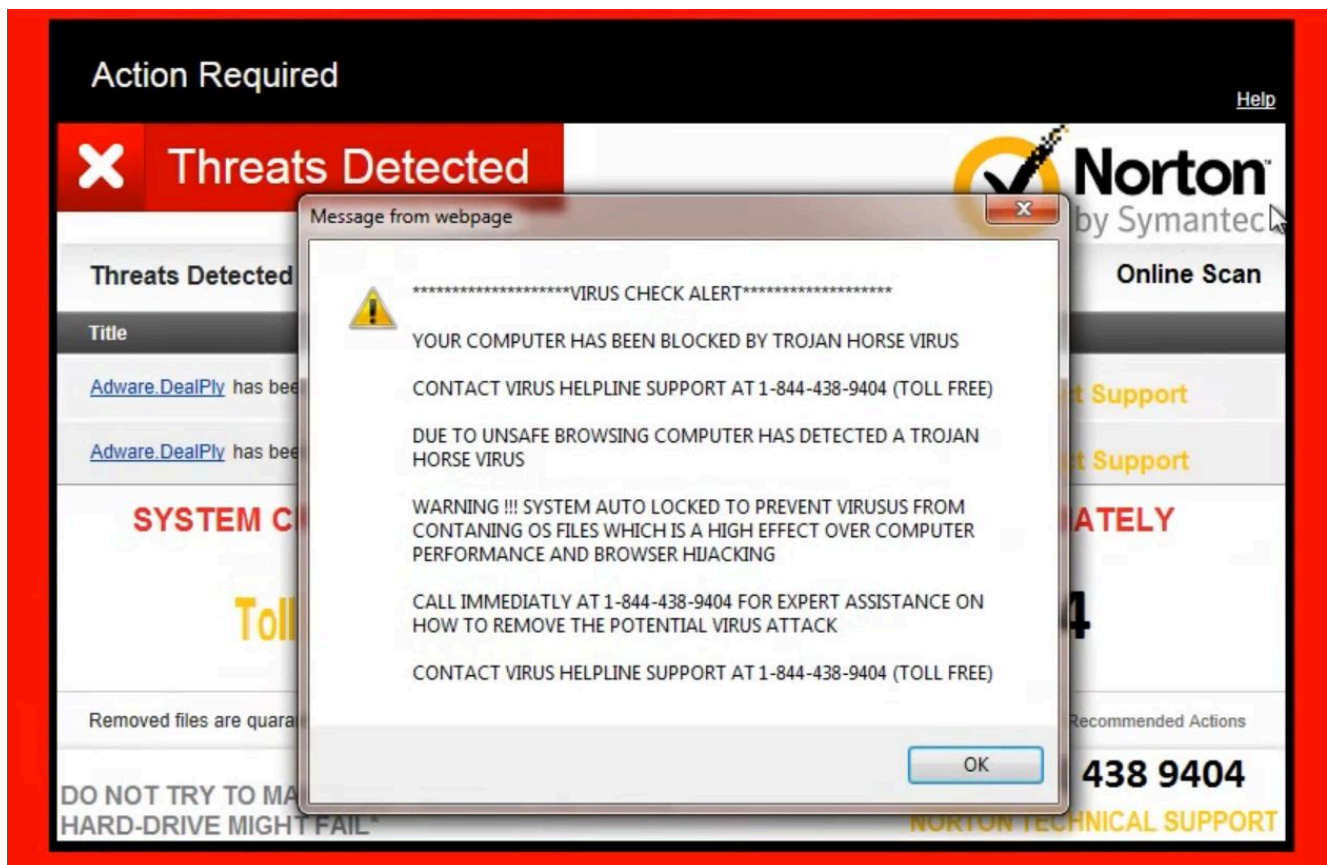 Action Required
Help
Threats Detected
Norton
by Symantec
Message from webpage
Threats Detected
Online Scan
********************VIRUS CHECK ALERT*******************
Title
YOUR COMPUTER HAS BEEN BLOCKED BY TROJAN HORSE VIRUS
Adware.DealPly has
CONTACT VIRUS HELPLINE SUPPORT AT 1-844-438-9404 (TOLL FREE)
Support
DUE TO UNSAFE BROWSING COMPUTER HAS DETECTED A TROJAN
HORSE VIRUS
Adware.DealPly has
Support
WARNING !!! SYSTEM AUTO LOCKED TO PREVENT VIRUSUS FROM
CONTANING OS FILES WHICH IS A HIGH EFFECT OVER COMPUTER
PERFORMANCE AND BROWSER HIJACKING
SYSTEM
CALL IMMEDIATLY AT 1-844-438-9404 FOR EXPERT ASSISTANCE ON
HOW TO REMOVE THE POTENTIAL VIRUS ATTACK
Toll
4
CONTACT VIRUS HELPLINE SUPPORT AT 1-844-438-9404 (TOLL FREE)
Removed files are
Recommended Actions
OK
438 9404
DO NOT TRY TO
HARD-DRIVE MIGHT FAIL*
NORTON TECHNICAL SUPPORT